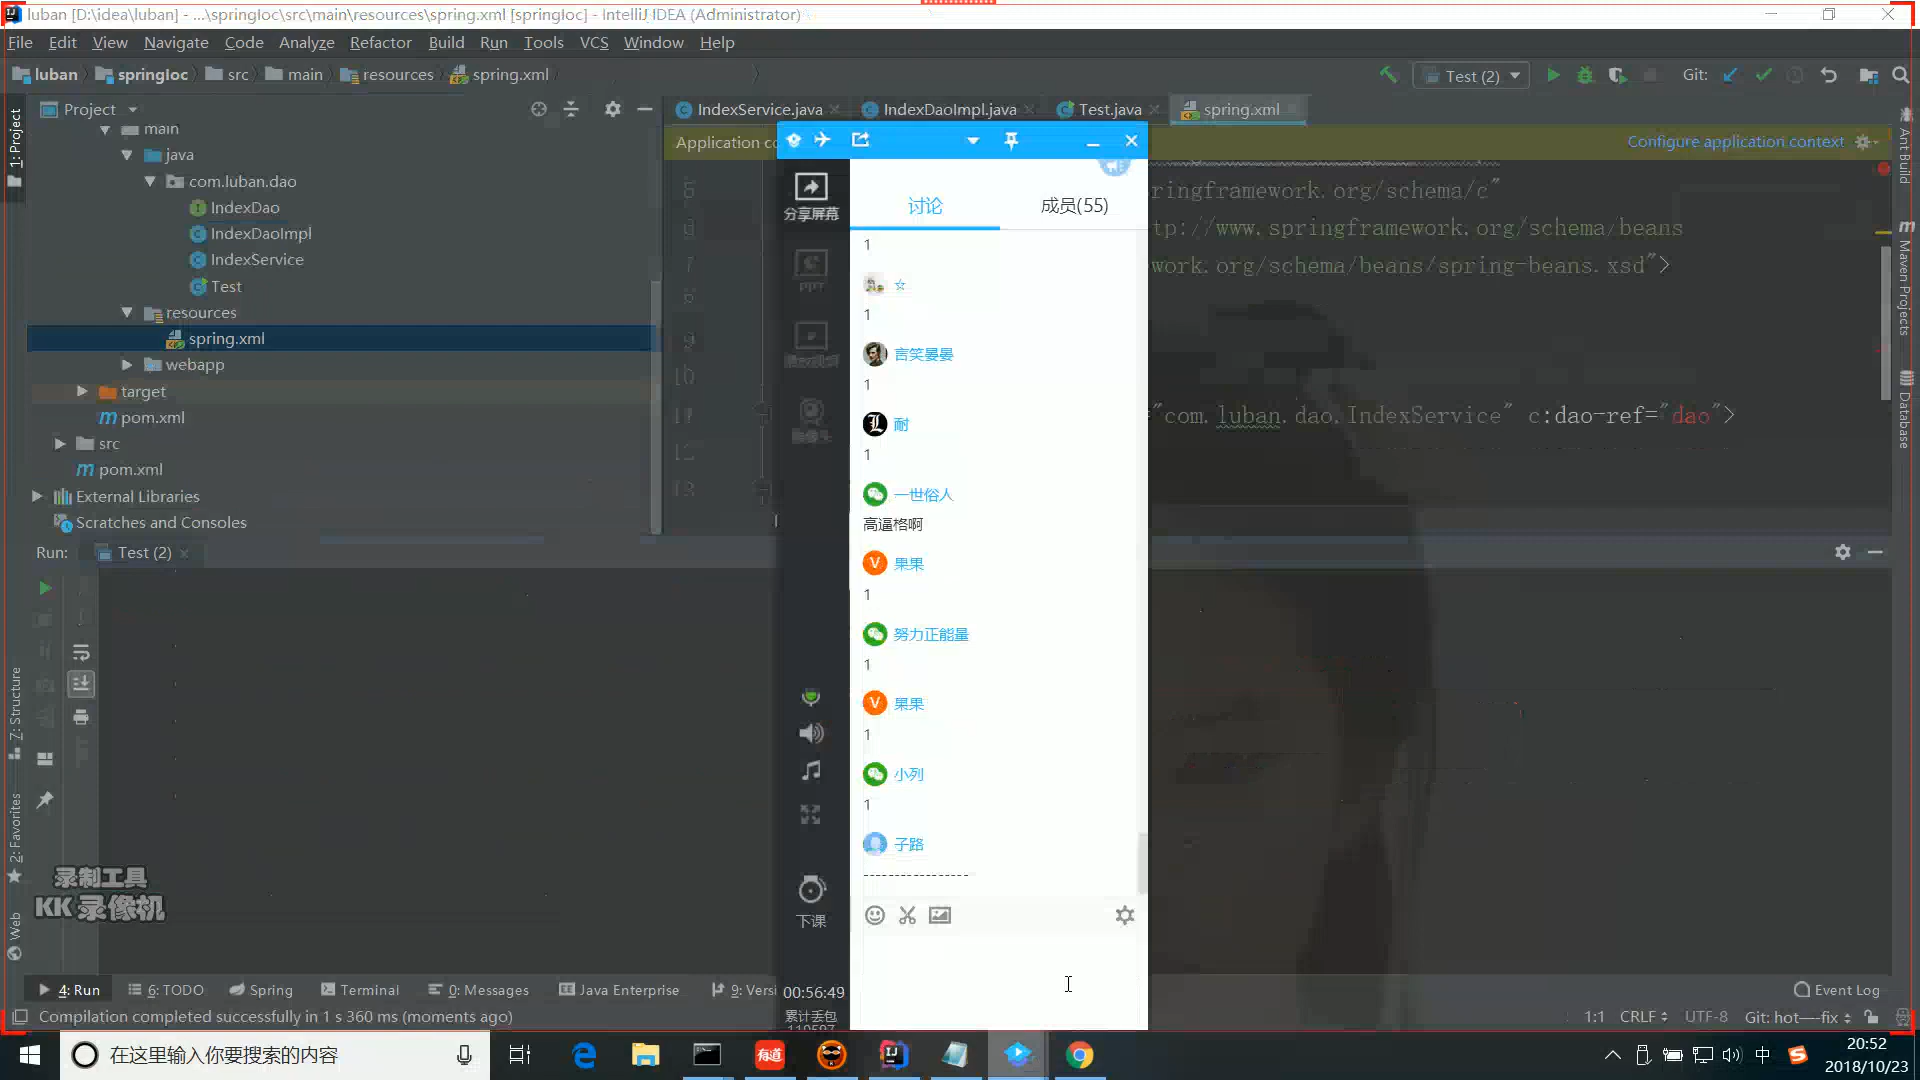 luban [D:\idea\luban] - ...\springIoc\src\main\resources\spring.xml [springIoc] - IntelliJ IDEA (Administrator)
File Edit View Navigate Code Analyze Refactor Build Run Tools VCS Window Help
luban springIoc src main resources spring.xml
Test (2)
Git:
1: Project
Project
IndexService.java
IndexDaoImpl.java
Test.java
spring.xml
main
java
com.luban.dao
IndexDao
IndexDaoImpl
IndexService
Test
resources
spring.xml
webapp
target
pom.xml
src
pom.xml
External Libraries
Scratches and Consoles
Application co
Configure application context
ringframework.org/schema/c"
tp://www.springframework.org/schema/beans
work.org/schema/beans/spring-beans.xsd">
"com.luban.dao.IndexService" c:dao-ref="dao">
Ant Build
Maven Projects
Database
分享屏幕
PPT
讨论
成员(55)
1
☆
1
言笑晏晏
1
耐
1
一世俗人
高逼格啊
果果
1
努力正能量
1
果果
1
小列
1
子路
----------------
下课
00:56:49
累计丢包
Run: Test (2)
7: Structure
2: Favorites
Web
录制工具
KK 录像机
4: Run
6: TODO
Spring
Terminal
0: Messages
Java Enterprise
9: Versi
Event Log
Compilation completed successfully in 1 s 360 ms (moments ago)
1:1 CRLF UTF-8 Git: hot—-fix
在这里输入你要搜索的内容
有道
中
20:52
2018/10/23